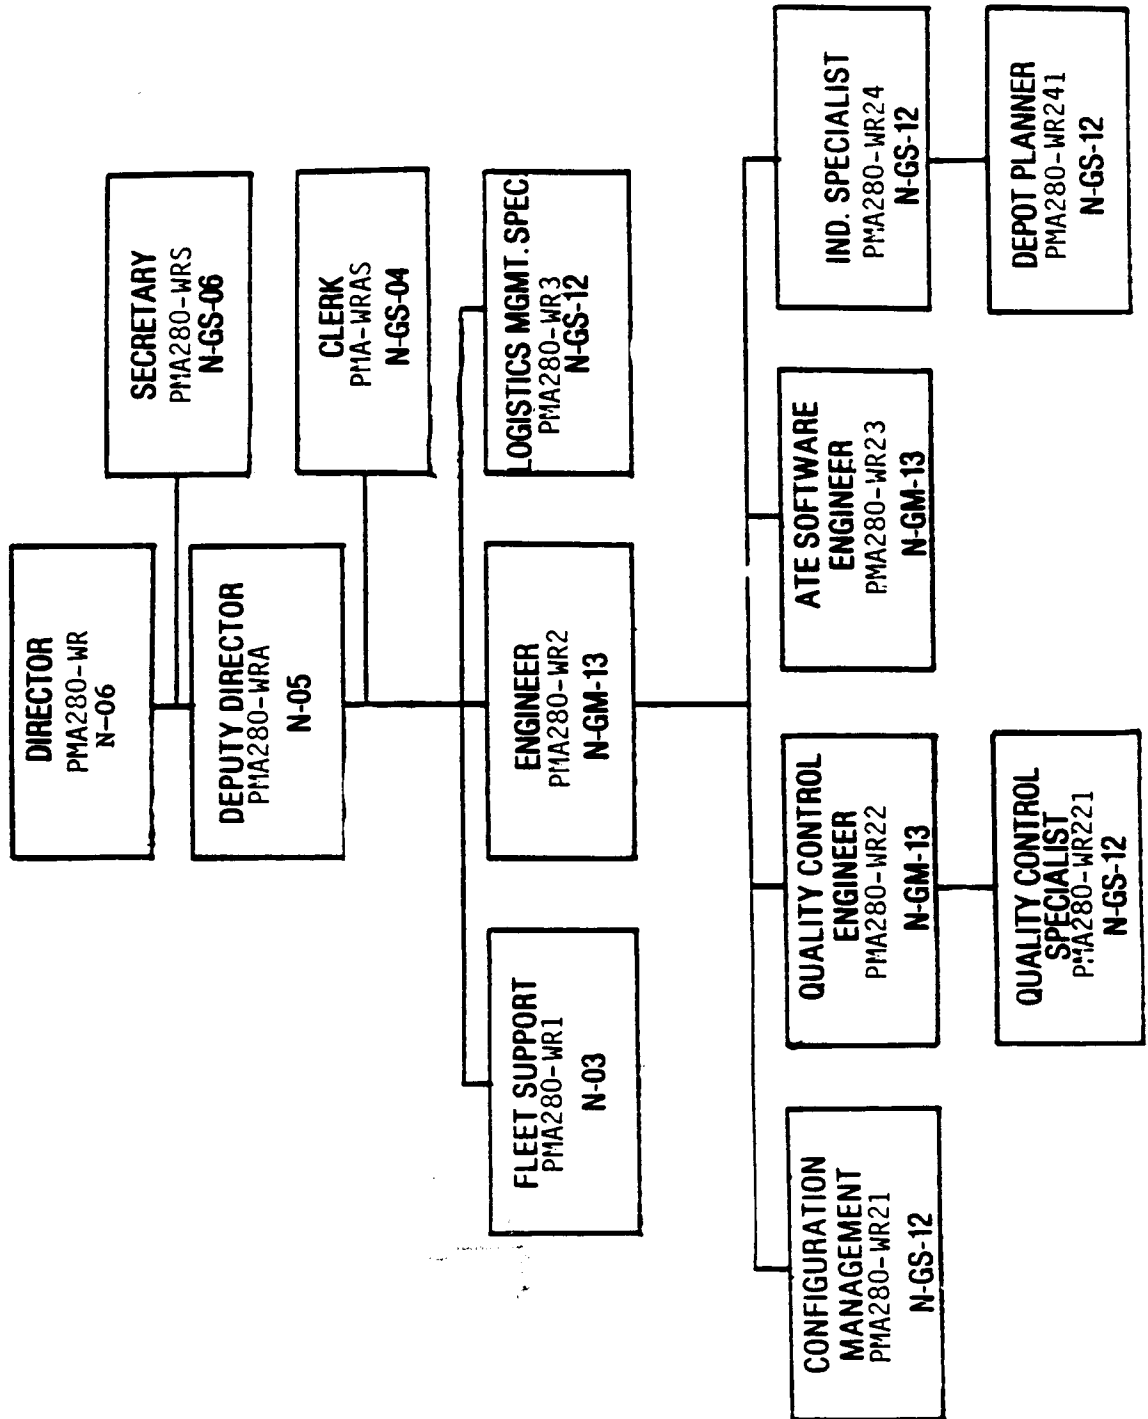 DIRECTOR
PMA280-WR
N-06
SECRETARY
PMA280-WRS
N-GS-06
DEPUTY DIRECTOR
PMA280-WRA
N-05
CLERK
PMA-WRAS
N-GS-04
FLEET SUPPORT
PMA280-WR1
N-03
ENGINEER
PMA280-WR2
N-GM-13
LOGISTICS MGMT. SPEC.
PMA280-WR3
N-GS-12
CONFIGURATION
MANAGEMENT
PMA280-WR21
N-GS-12
QUALITY CONTROL
ENGINEER
PMA280-WR22
N-GM-13
ATE SOFTWARE
ENGINEER
PMA280-WR23
N-GM-13
IND. SPECIALIST
PMA280-WR24
N-GS-12
QUALITY CONTROL
SPECIALIST
PMA280-WR221
N-GS-12
DEPOT PLANNER
PMA280-WR241
N-GS-12